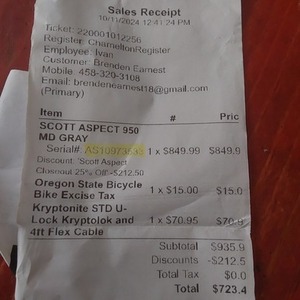 Sales Receipt
10/11/2024 12:41:24 PM
Ticket: 220001012256
Register: CharneltonRegister
Employee: Ivan
Customer: Brenden Earnest
Mobile: 458-320-3108
Email: brendenearnest18@gmail.com
(Primary)
Item # Pric
SCOTT ASPECT 950
MD GRAY
Serial#: 1 x $849.99 $849.9
Discount: 'Scott Aspect
Closeout 25% Off' -$212.50
Oregon State Bicycle
Bike Excise Tax 1 x $15.00 $15.0
Kryptonite STD U-
Lock Kryptolok and 1 x $70.95 $70.9
4ft Flex Cable
Subtotal $935.9
Discounts -$212.5
Total Tax $0.0
Total $723.4